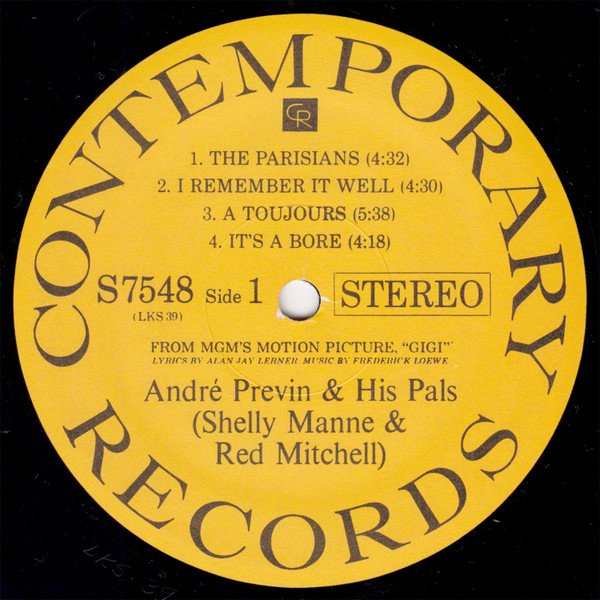 CONTEMPORARY
CR
1. THE PARISIANS (4:32)
2. I REMEMBER IT WELL (4:30)
3. A TOUJOURS (5:38)
4. IT'S A BORE (4:18)
S7548 Side 1 STEREO
(LKS 39)
FROM MGM'S MOTION PICTURE, "GIGI"
LYRICS BY ALAN JAY LERNER. MUSIC BY FREDERICK LOEWE
André Previn & His Pals
(Shelly Manne &
Red Mitchell)
RECORDS
LKS. 39